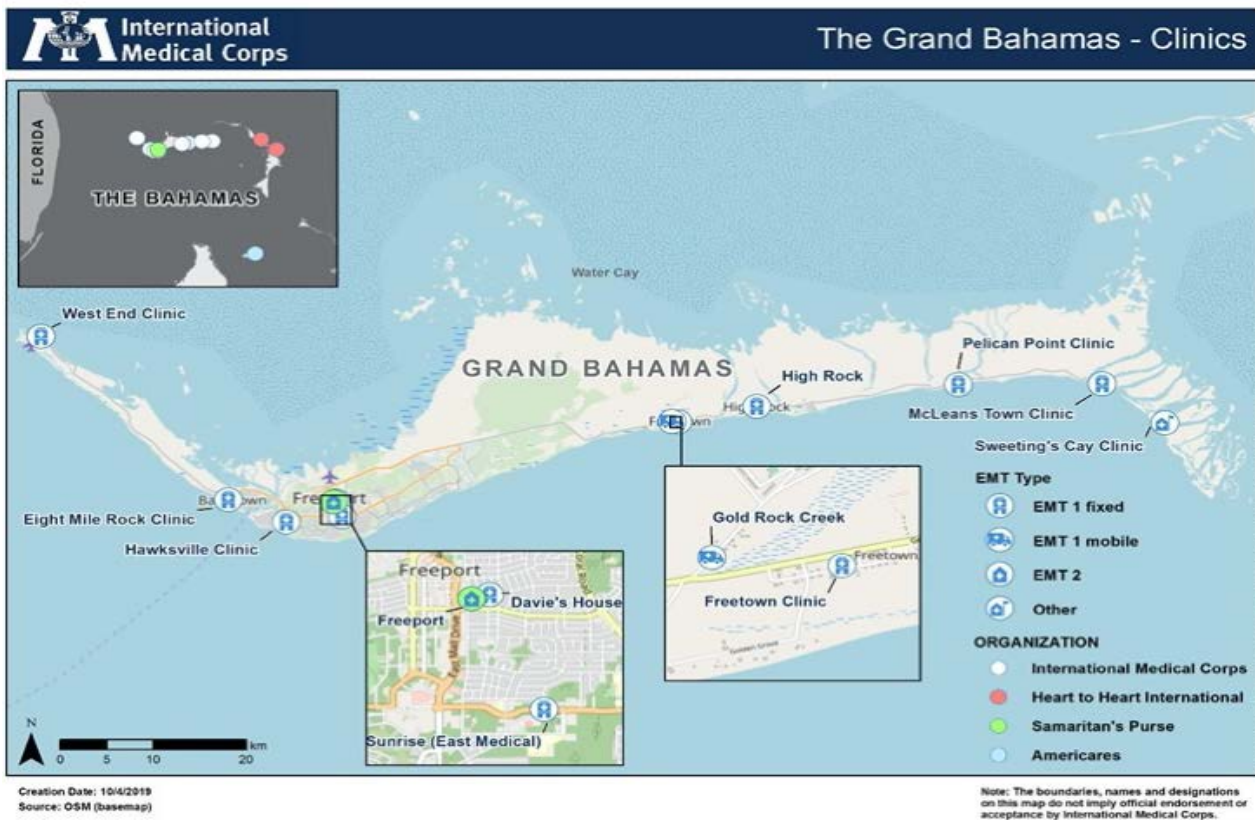 International
Medical Corps
The Grand Bahamas - Clinics
FLORIDA
THE BAHAMAS
Water Cay
West End Clinic
GRAND BAHAMAS
Pelican Point Clinic
High Rock
High Rock
McLeans Town Clinic
Sweeting's Cay Clinic
Freeport
Eight Mile Rock Clinic
Hawksville Clinic
Gold Rock Creek
Freetown
Freetown Clinic
Freeport
Davie's House
Freeport
East Mall Drive
Sunrise (East Medical)
EMT Type
EMT 1 fixed
EMT 1 mobile
EMT 2
Other
ORGANIZATION
International Medical Corps
Heart to Heart International
Samaritan's Purse
Americares
N
0 5 10 20 km
Creation Date: 10/4/2019
Source: OSM (basemap)
Note: The boundaries, names and designations
on this map do not imply official endorsement or
acceptance by International Medical Corps.